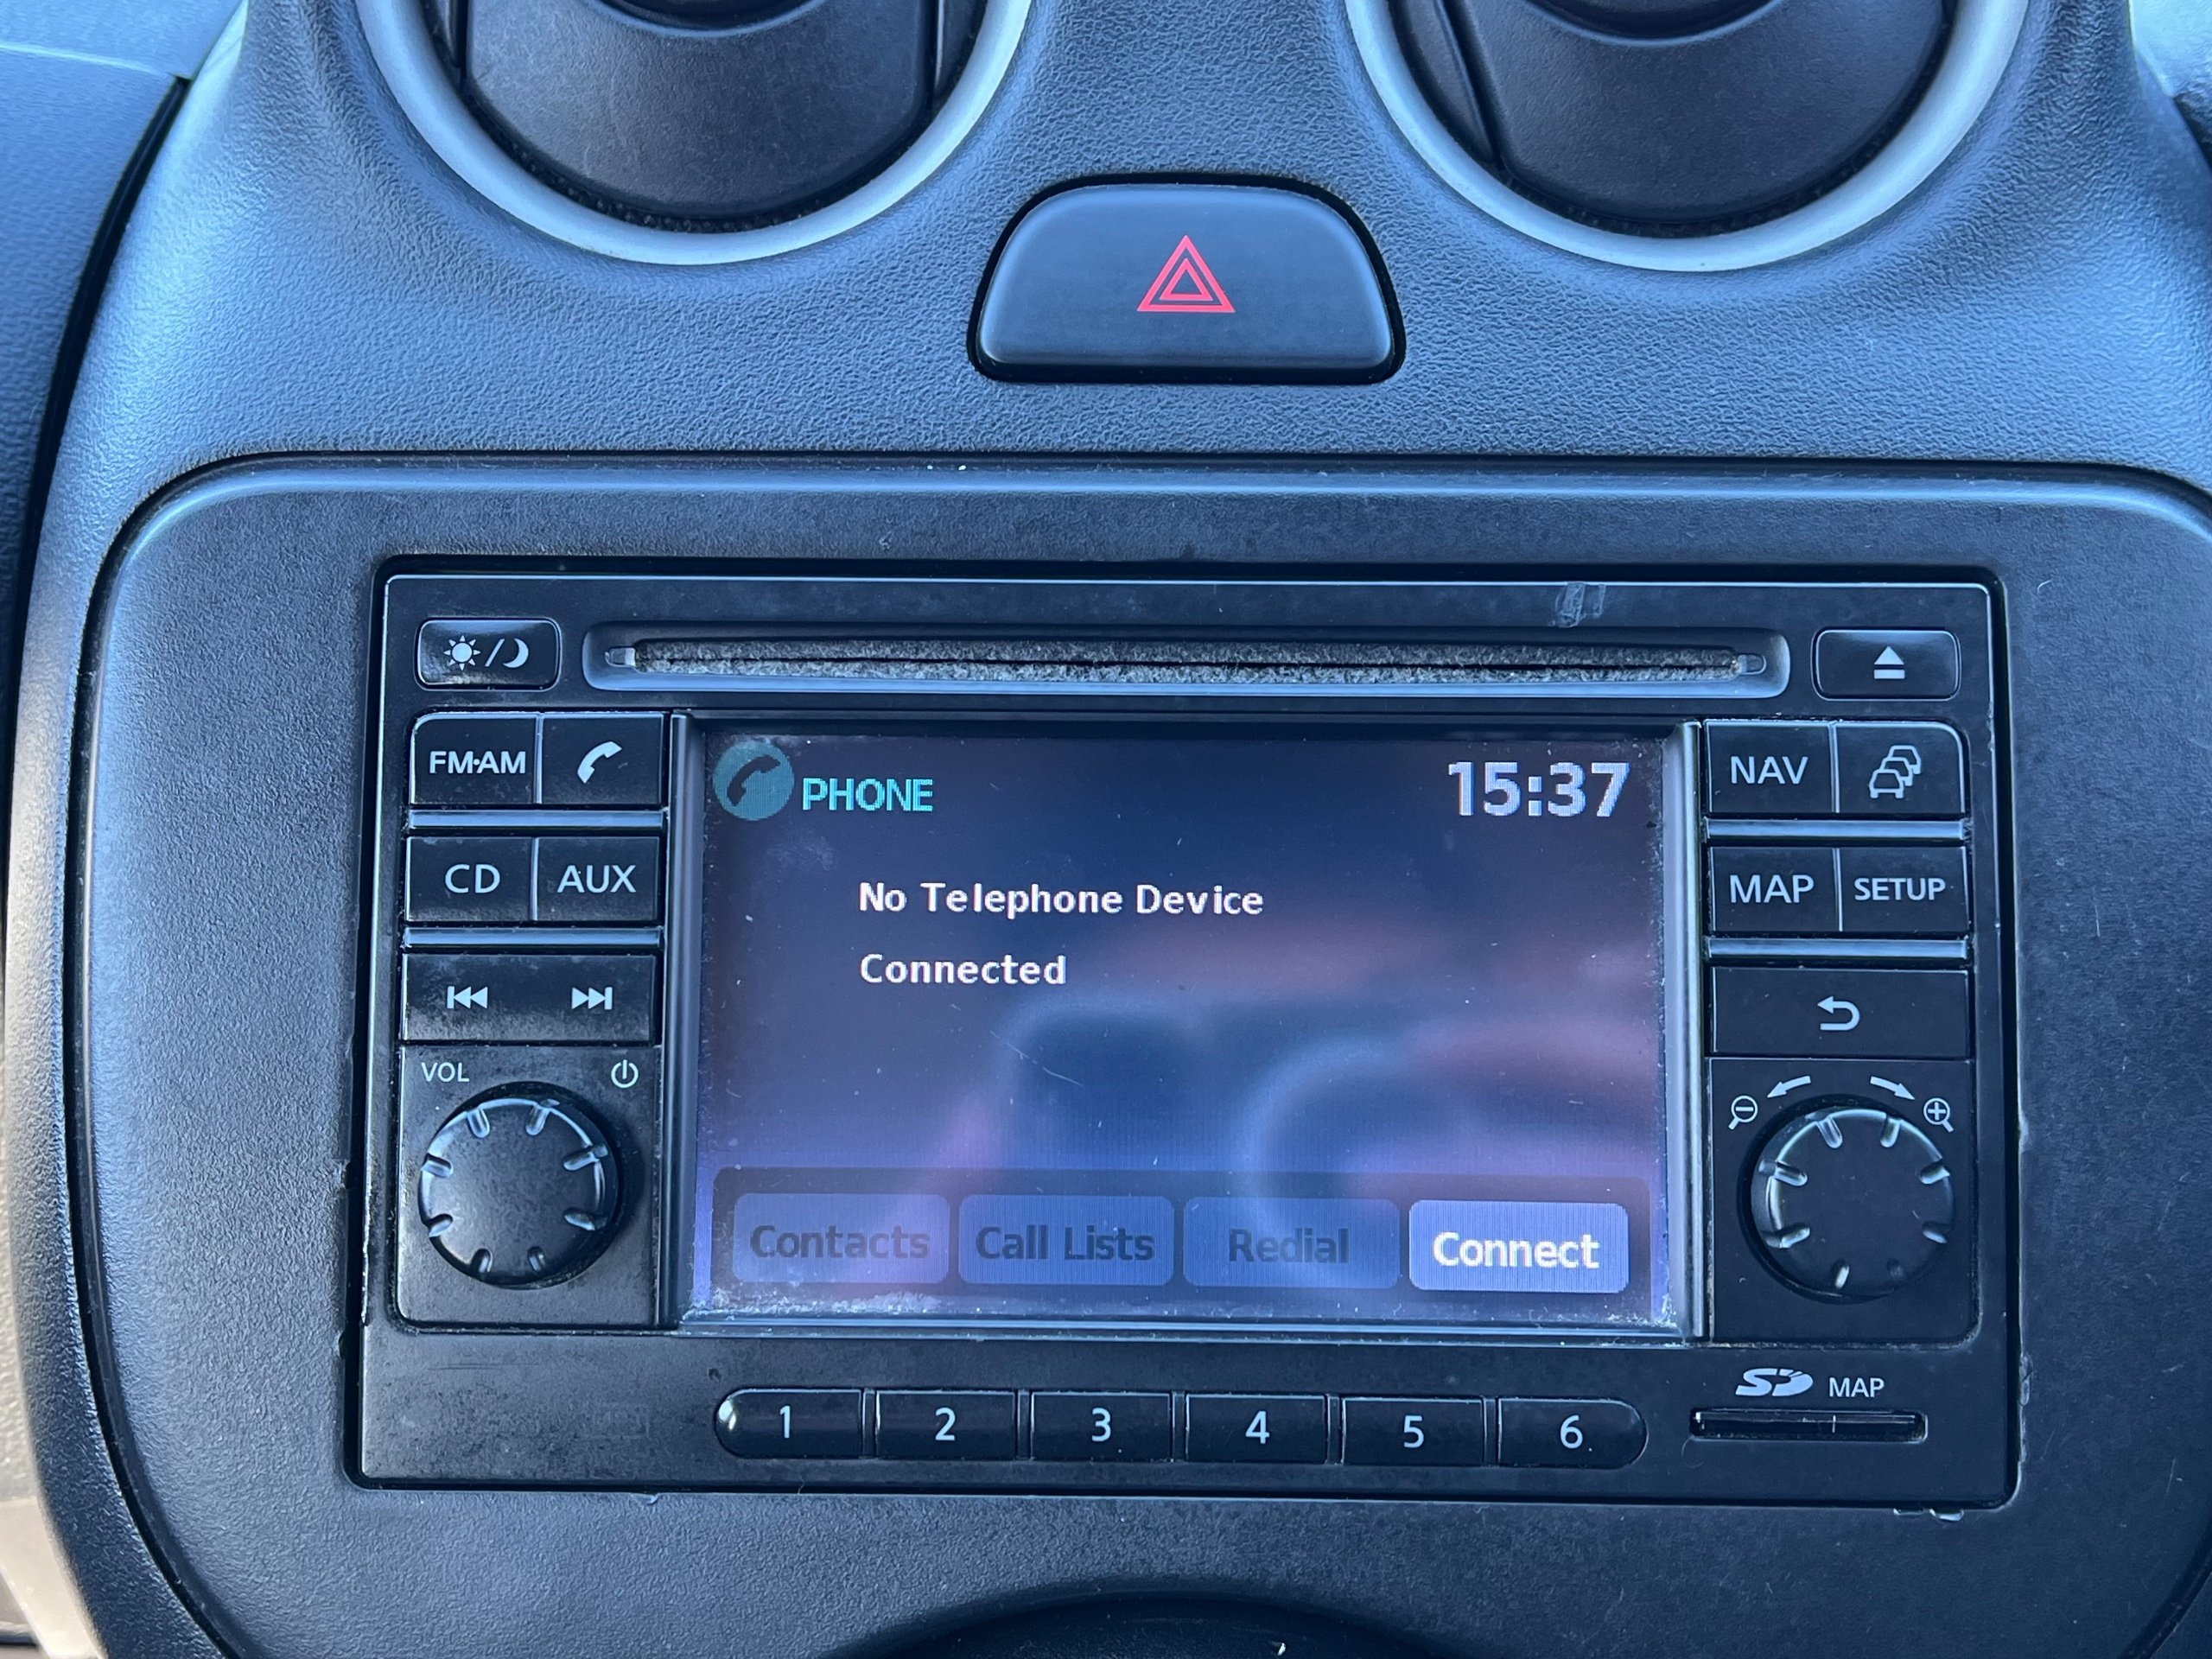 FM·AM
CD
AUX
VOL
PHONE
15:37
No Telephone Device
Connected
Contacts
Call Lists
Redial
Connect
NAV
MAP
SETUP
SD MAP
1
2
3
4
5
6